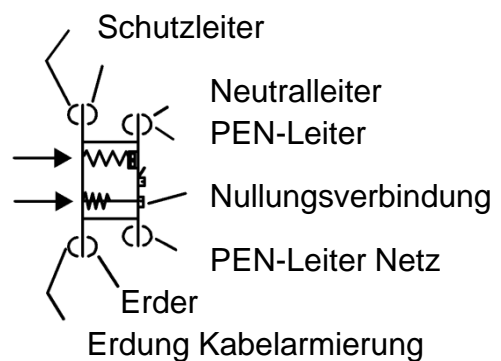 Schutzleiter
Neutralleiter
PEN-Leiter
Nullungsverbindung
PEN-Leiter Netz
Erder
Erdung Kabelarmierung